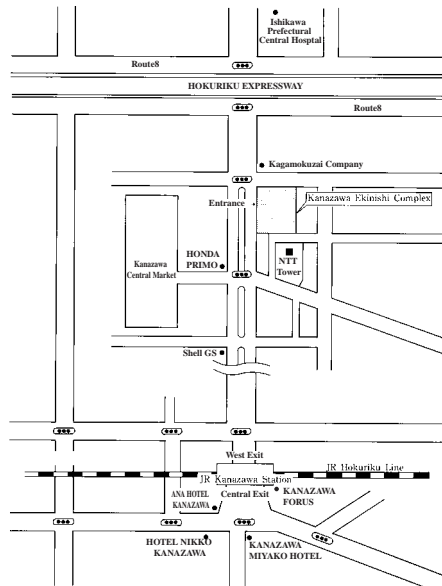 Ishikawa
Prefectural
Central Hosptal
Route8
HOKURIKU EXPRESSWAY
Route8
Kagamokuzai Company
Entrance
Kanazawa Ekinishi Complex
Kanazawa
Central Market
HONDA
PRIMO
NTT
Tower
Shell GS
West Exit
JR Hokuriku Line
JR Kanazawa Station
Central Exit
ANA HOTEL
KANAZAWA
KANAZAWA
FORUS
HOTEL NIKKO
KANAZAWA
KANAZAWA
MIYAKO HOTEL